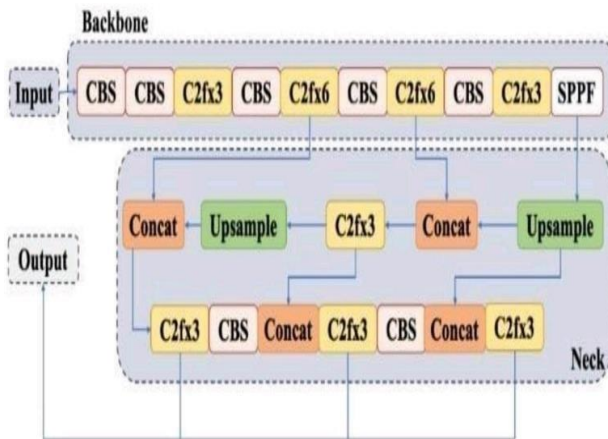 Backbone
Input CBS CBS C2fx3 CBS C2fx6 CBS C2fx6 CBS C2fx3 SPPF
Concat Upsample C2fx3 Concat Upsample
Output
C2fx3 CBS Concat C2fx3 CBS Concat C2fx3
Neck